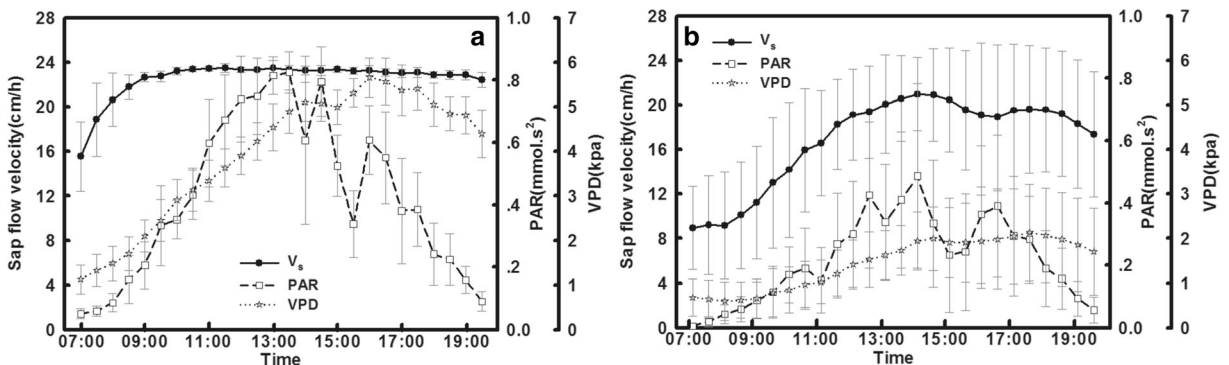 a
28
24
20
16
12
8
4
0
Sap flow velocity(cm/h)
Vs
PAR
VPD
07:00 09:00 11:00 13:00 15:00 17:00 19:00
Time
1.0
.8
.6
.4
.2
0.0
PAR(mmol.s²)
7
6
5
4
3
2
1
0
VPD(kpa)
b
28
24
20
16
12
8
4
0
Sap flow velocity(cm/h)
Vs
PAR
VPD
07:00 09:00 11:00 13:00 15:00 17:00 19:00
Time
1.0
.8
.6
.4
.2
0.0
PAR(mmol.s²)
7
6
5
4
3
2
1
0
VPD(kpa)